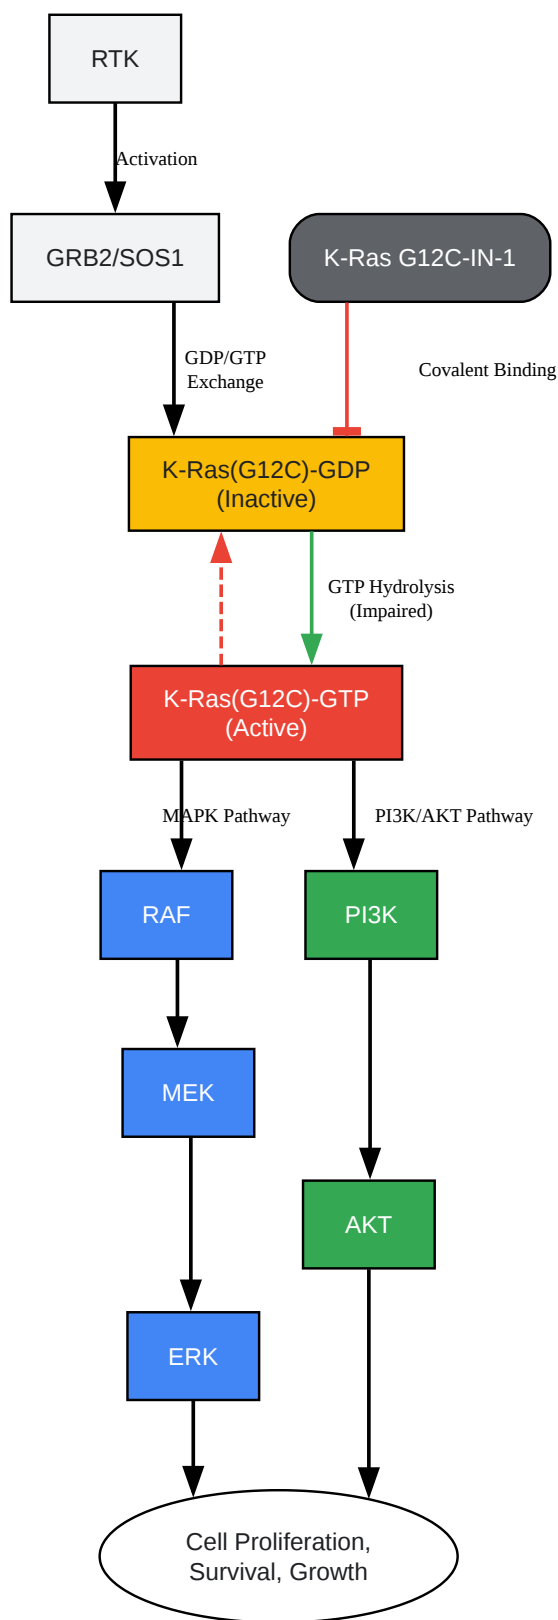 RTK
Activation
GRB2/SOS1
K-Ras G12C-IN-1
GDP/GTP
Exchange
Covalent Binding
K-Ras(G12C)-GDP
(Inactive)
GTP Hydrolysis
(Impaired)
K-Ras(G12C)-GTP
(Active)
MAPK Pathway
PI3K/AKT Pathway
RAF
PI3K
MEK
AKT
ERK
Cell Proliferation,
Survival, Growth